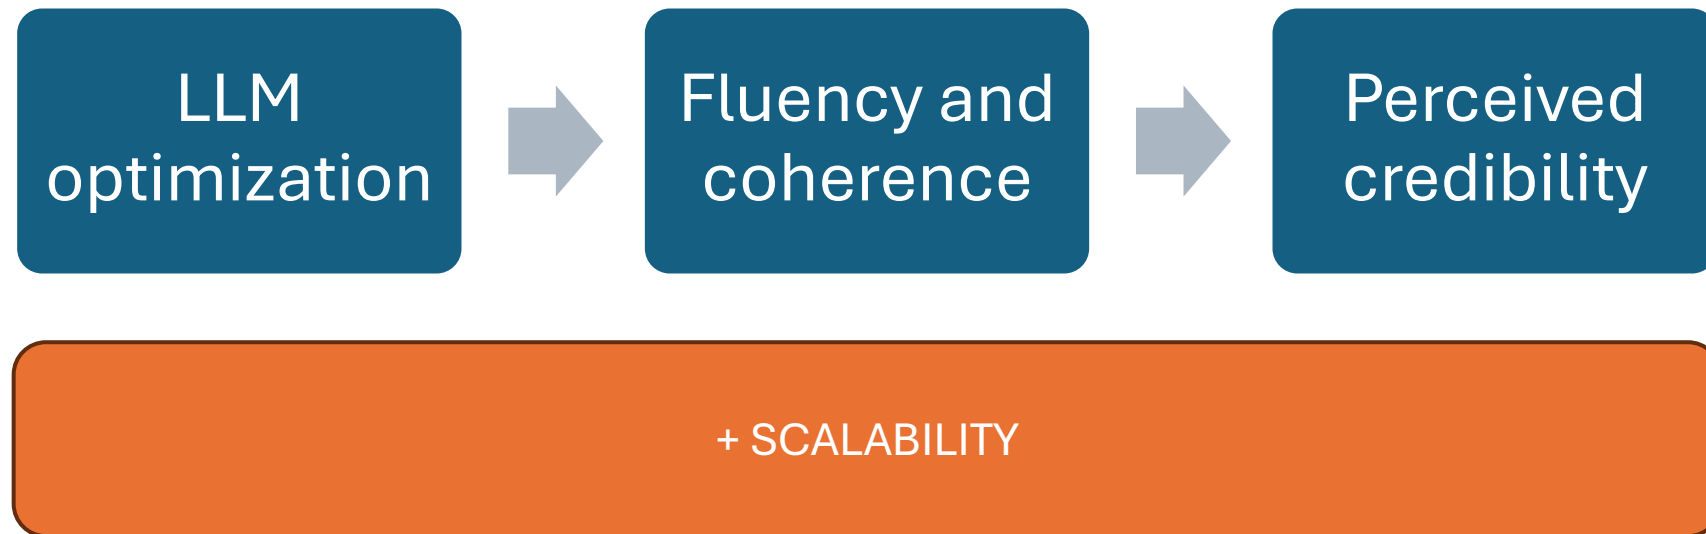 LLM
optimization
Fluency and
coherence
Perceived
credibility
+ SCALABILITY